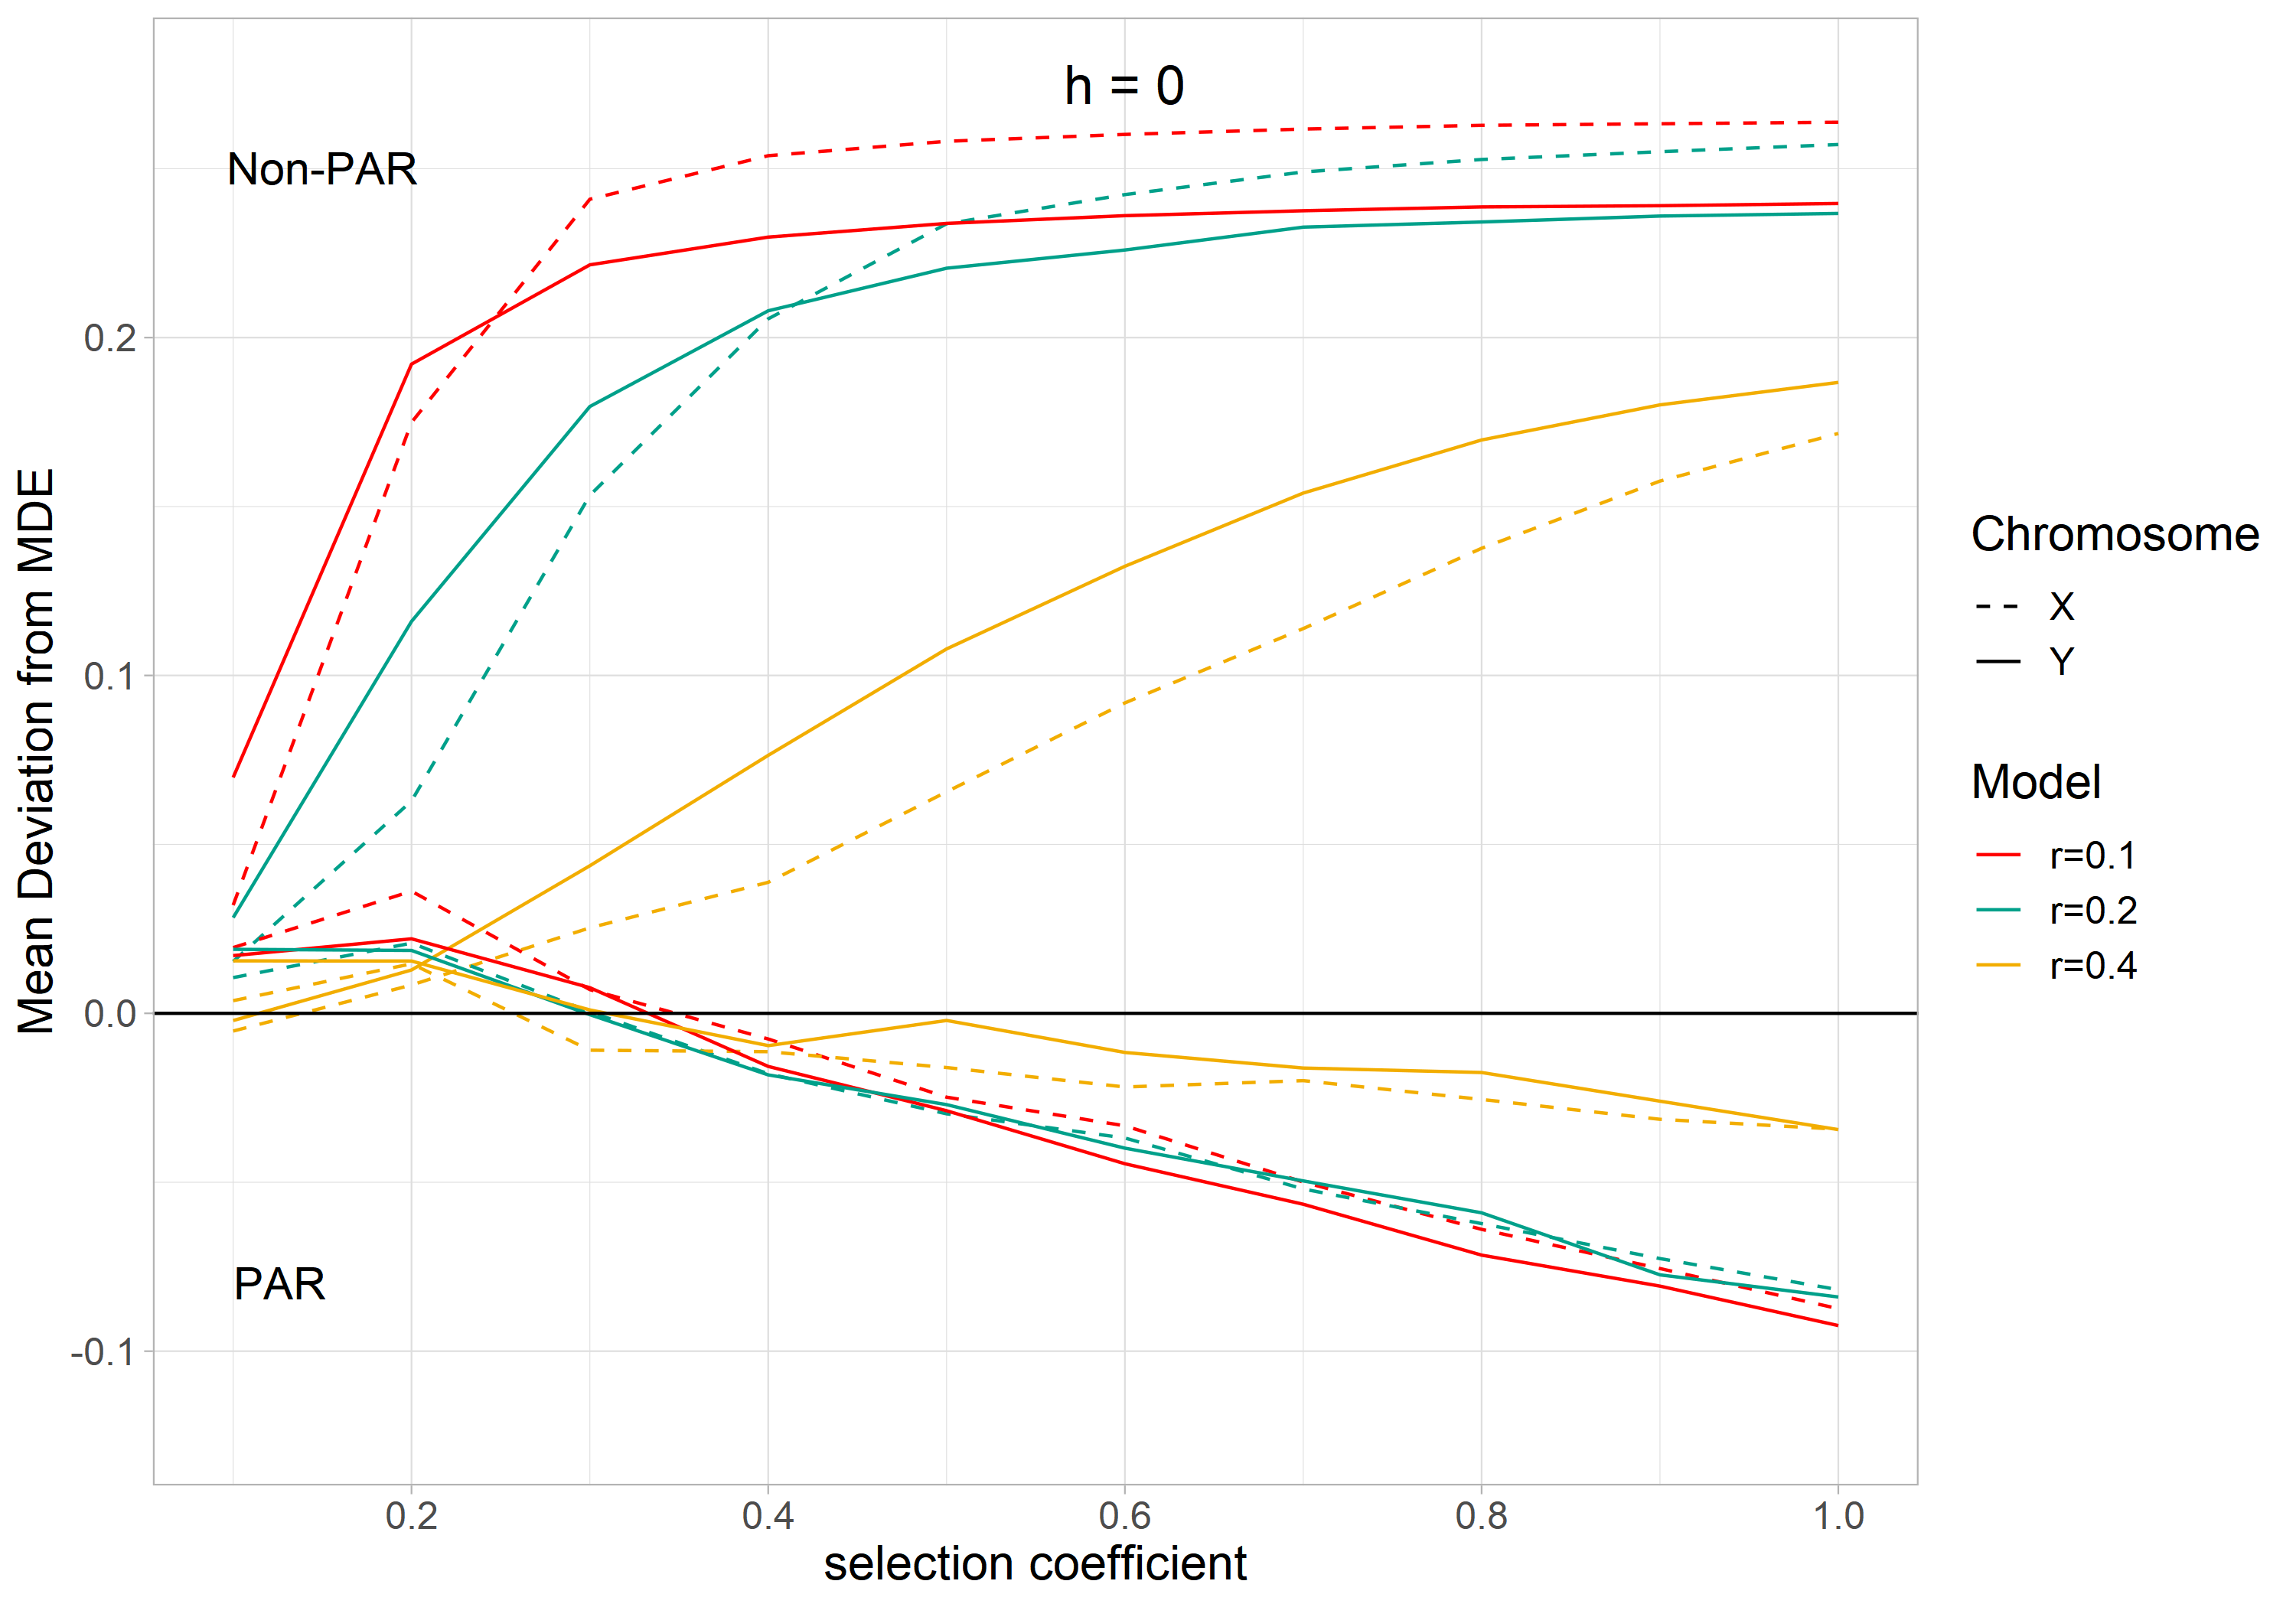 h = 0
Non-PAR
PAR
Mean Deviation from MDE
0.2
0.1
0.0
-0.1
0.2
0.4
0.6
0.8
1.0
selection coefficient
Chromosome
X
Y
Model
r=0.1
r=0.2
r=0.4